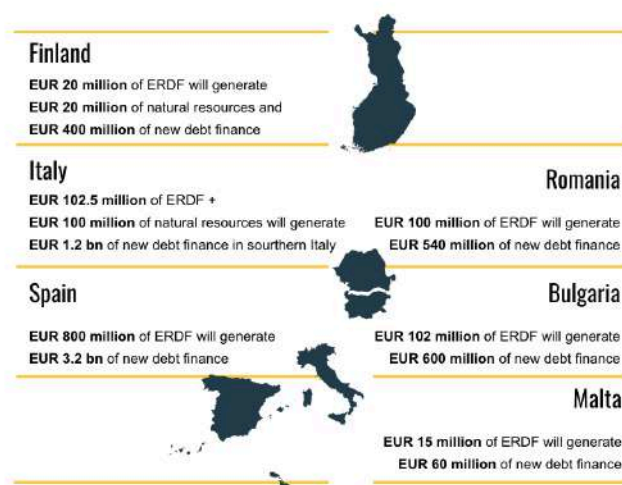 Finland
EUR 20 million of ERDF will generate
EUR 20 million of natural resources and
EUR 400 million of new debt finance
Italy
EUR 102.5 million of ERDF +
EUR 100 million of natural resources will generate
EUR 1.2 bn of new debt finance in sourthern Italy
Romania
EUR 100 million of ERDF will generate
EUR 540 million of new debt finance
Spain
EUR 800 million of ERDF will generate
EUR 3.2 bn of new debt finance
Bulgaria
EUR 102 million of ERDF will generate
EUR 600 million of new debt finance
Malta
EUR 15 million of ERDF will generate
EUR 60 million of new debt finance